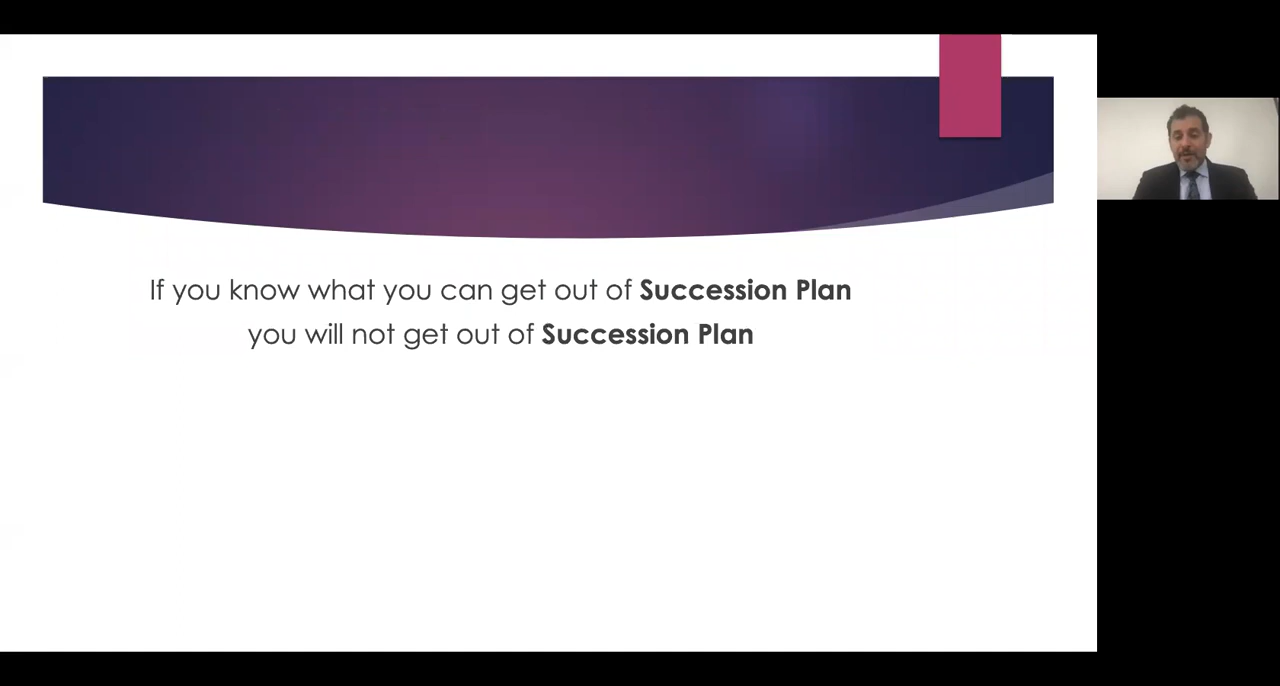 If you know what you can get out of Succession Plan
you will not get out of Succession Plan